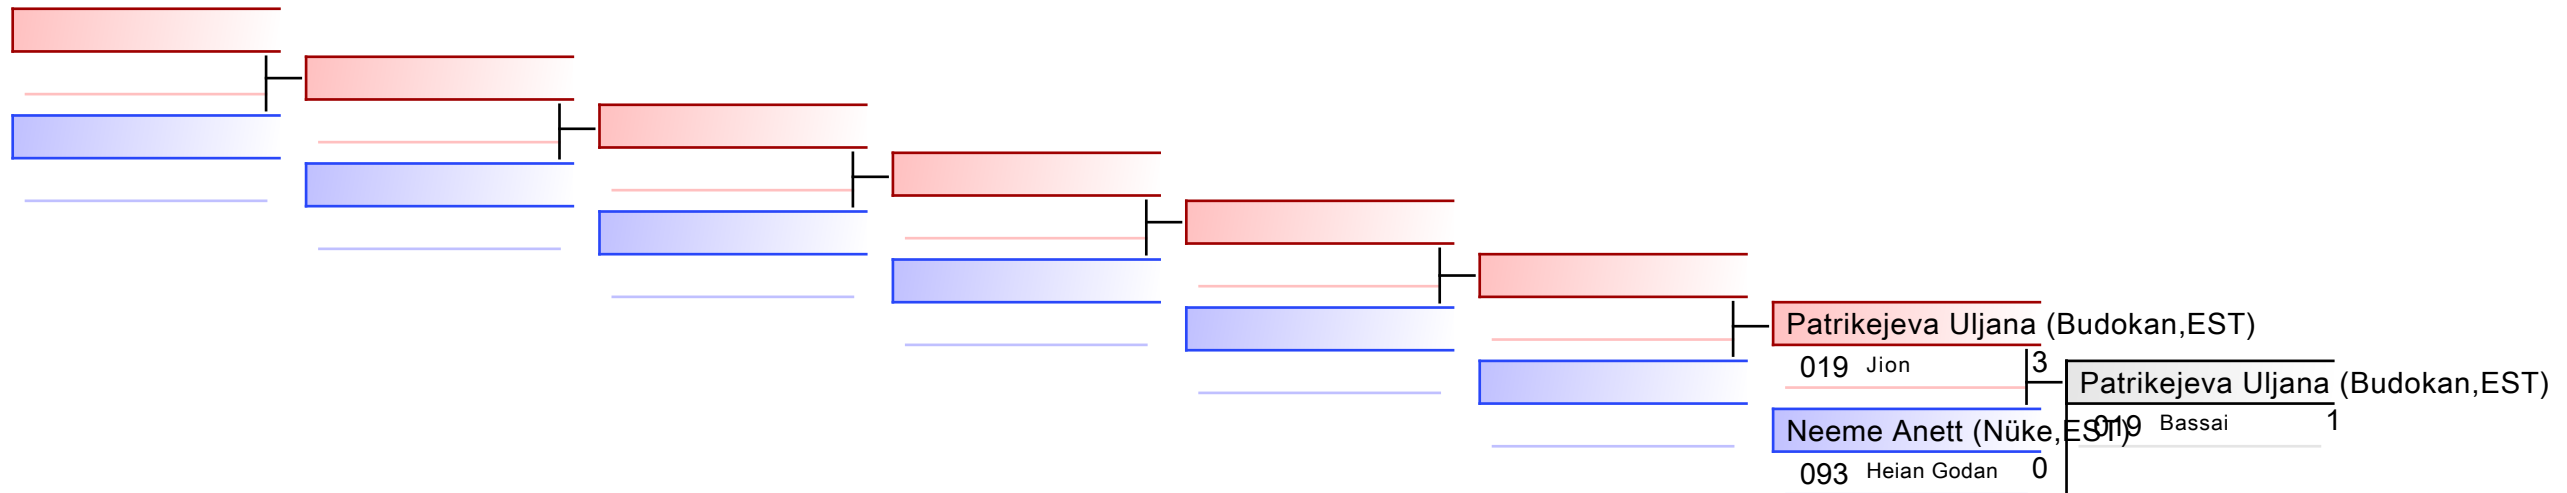 Patrikejeva Uljana (Budokan,EST)
019 Jion 3
Patrikejeva Uljana (Budokan,EST)
019 Bassai 1
Neeme Anett (Nüke,EST)
093 Heian Godan 0